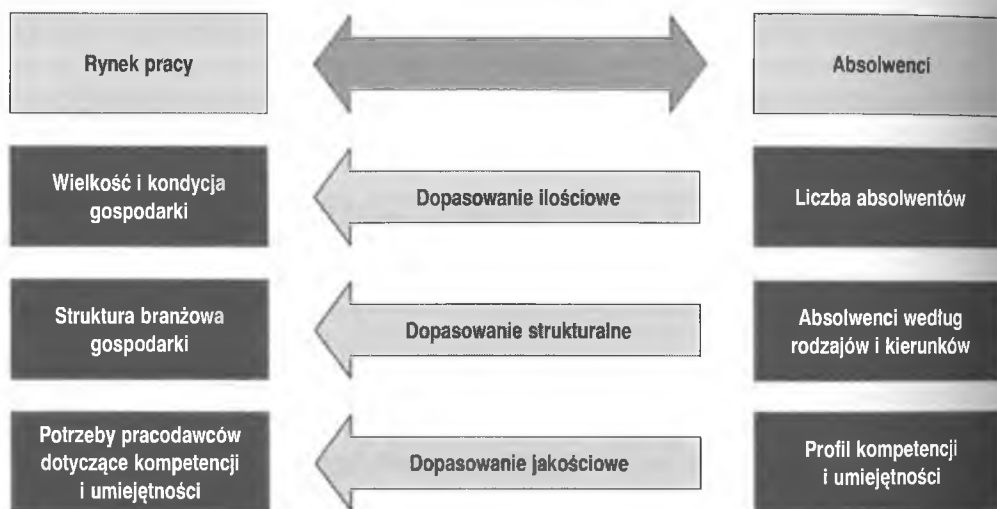 Rynek pracy
Absolwenci
Wielkość i kondycja
gospodarki
Dopasowanie ilościowe
Liczba absolwentów
Struktura branżowa
gospodarki
Dopasowanie strukturalne
Absolwenci według
rodzajów i kierunków
Potrzeby pracodawców
dotyczące kompetencji
i umiejętności
Dopasowanie jakościowe
Profil kompetencji
i umiejętności